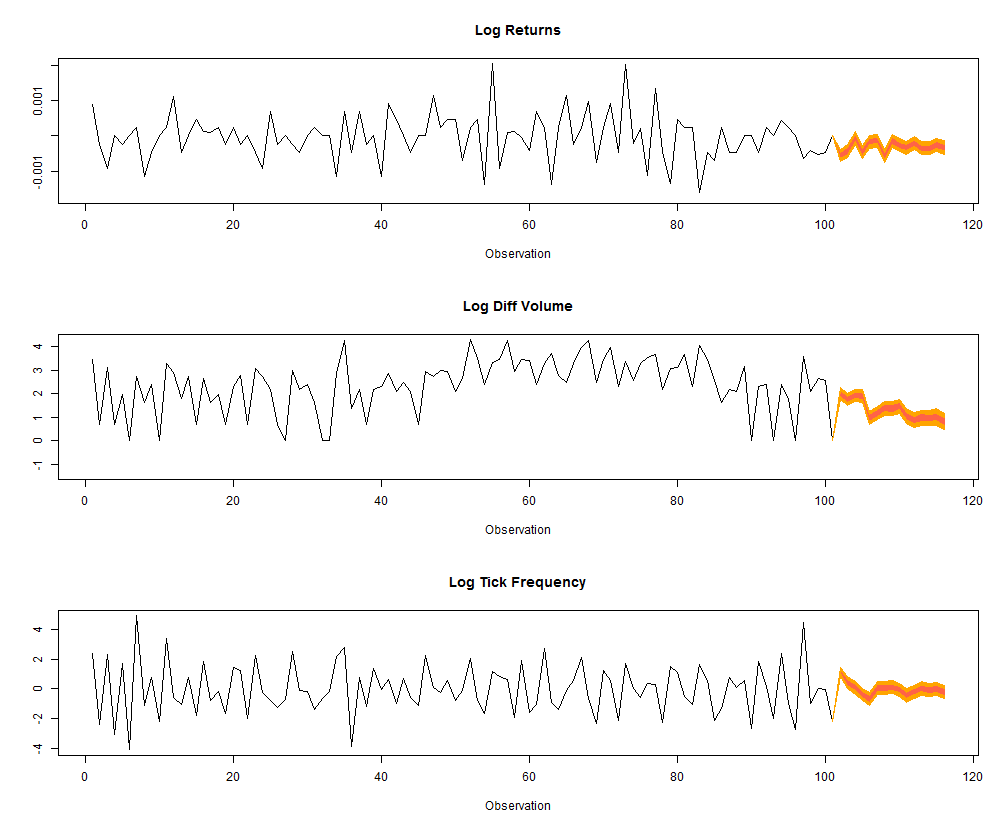 Log Returns
0.001
-0.001
0 20 40 60 80 100 120
Observation
Log Diff Volume
4
3
2
1
0
-1
0 20 40 60 80 100 120
Observation
Log Tick Frequency
4
2
0
-2
-4
0 20 40 60 80 100 120
Observation